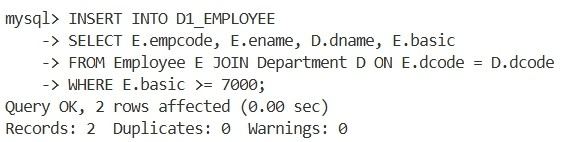 mysql> INSERT INTO D1_EMPLOYEE
    -> SELECT E.empcode, E.ename, D.dname, E.basic
    -> FROM Employee E JOIN Department D ON E.dcode = D.dcode
    -> WHERE E.basic >= 7000;
Query OK, 2 rows affected (0.00 sec)
Records: 2  Duplicates: 0  Warnings: 0